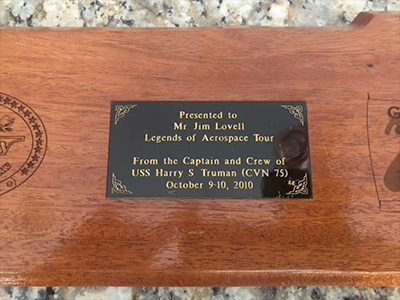 Presented to
Mr Jim Lovell
Legends of Aerospace Tour
From the Captain and Crew of
USS Harry S Truman (CVN 75)
October 9-10, 2010